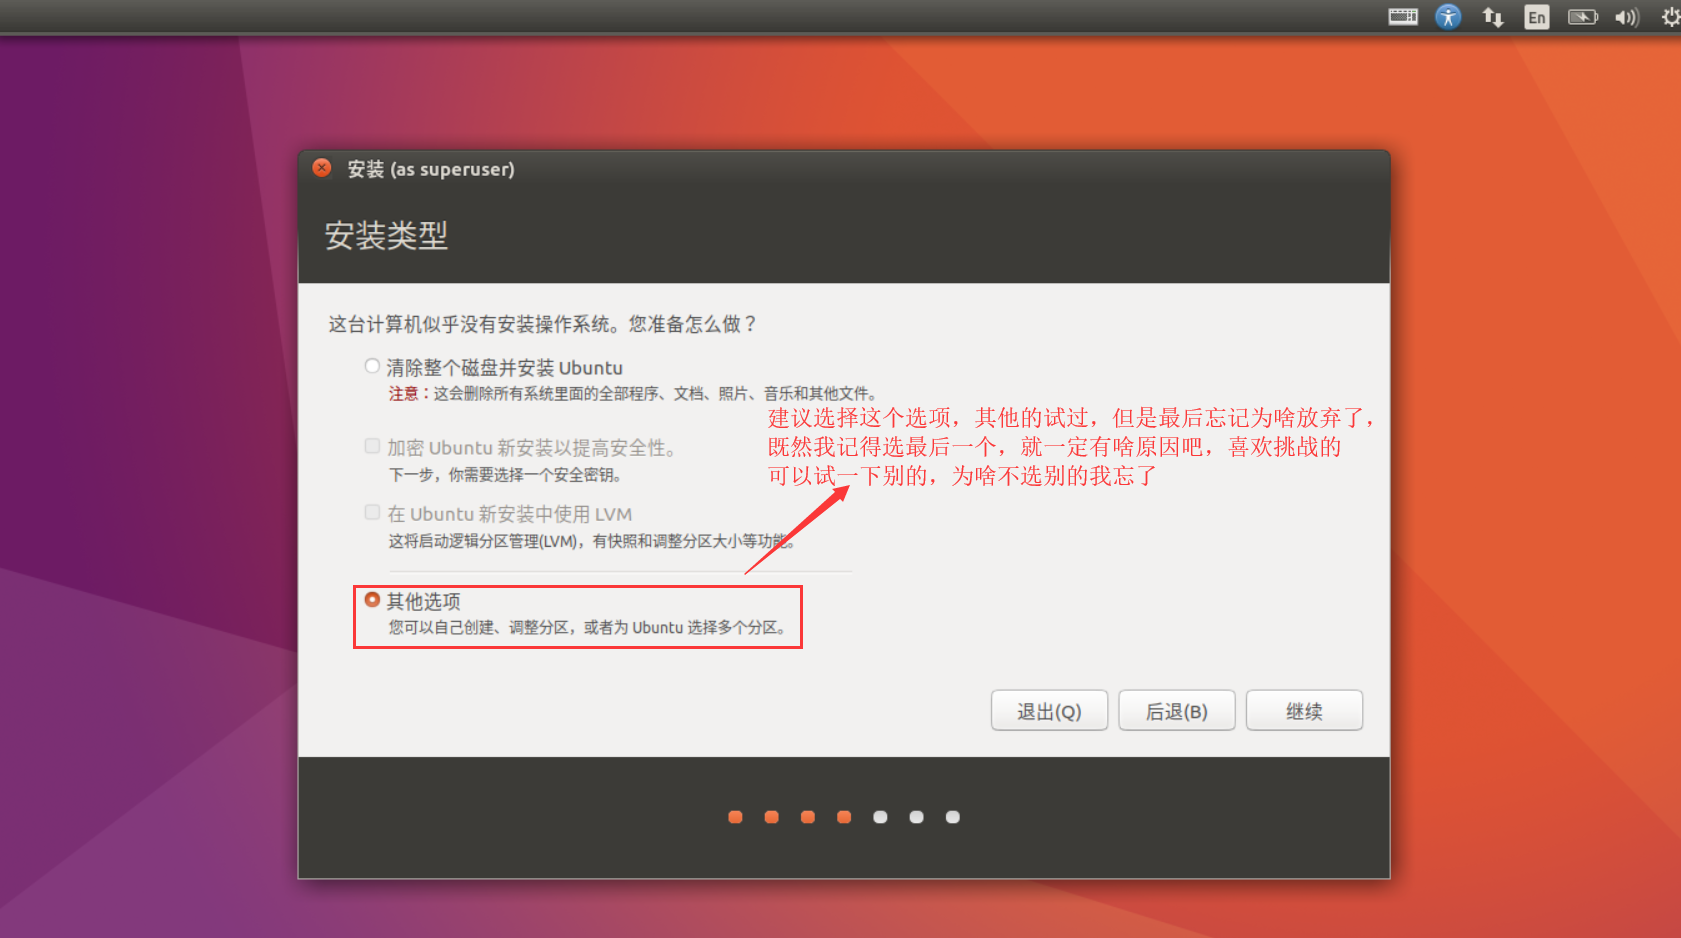 En
安装 (as superuser)
安装类型
这台计算机似乎没有安装操作系统。您准备怎么做？
清除整个磁盘并安装 Ubuntu
注意：这会删除所有系统里面的全部程序、文档、照片、音乐和其他文件。
建议选择这个选项，其他的试过，但是最后忘记为啥放弃了，
既然我记得选最后一个，就一定有啥原因吧，喜欢挑战的
可以试一下别的，为啥不选别的我忘了
加密 Ubuntu 新安装以提高安全性。
下一步，你需要选择一个安全密钥。
在 Ubuntu 新安装中使用 LVM
这将启动逻辑分区管理(LVM)，有快照和调整分区大小等功能。
其他选项
您可以自己创建、调整分区，或者为 Ubuntu 选择多个分区。
退出(Q)
后退(B)
继续